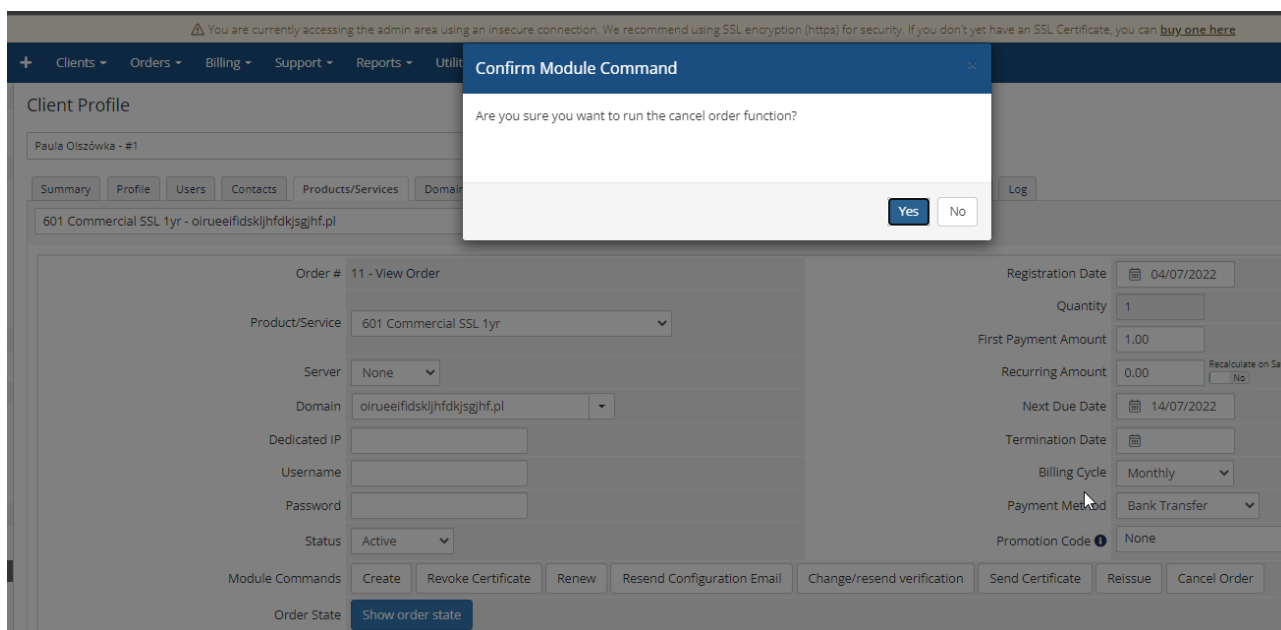 You are currently accessing the admin area using an insecure connection. We recommend using SSL encryption (https) for security. If you don't yet have an SSL Certificate, you can buy one here
+ Clients Orders Billing Support Reports Utilit
Confirm Module Command
Are you sure you want to run the cancel order function?
Yes No
Client Profile
Paula Olszówka - #1
Summary Profile Users Contacts Products/Services Domain Log
601 Commercial SSL 1yr - oirueeifidskljhfdkjsgjhf.pl
Order # 11 - View Order Registration Date 04/07/2022
Quantity 1
Product/Service 601 Commercial SSL 1yr
First Payment Amount 1.00
Server None Recurring Amount 0.00 Recalculate on Sa No
Domain oirueeifidskljhfdkjsgjhf.pl Next Due Date 14/07/2022
Dedicated IP Termination Date
Username Billing Cycle Monthly
Password Payment Method Bank Transfer
Status Active Promotion Code None
Module Commands Create Revoke Certificate Renew Resend Configuration Email Change/resend verification Send Certificate Reissue Cancel Order
Order State Show order state